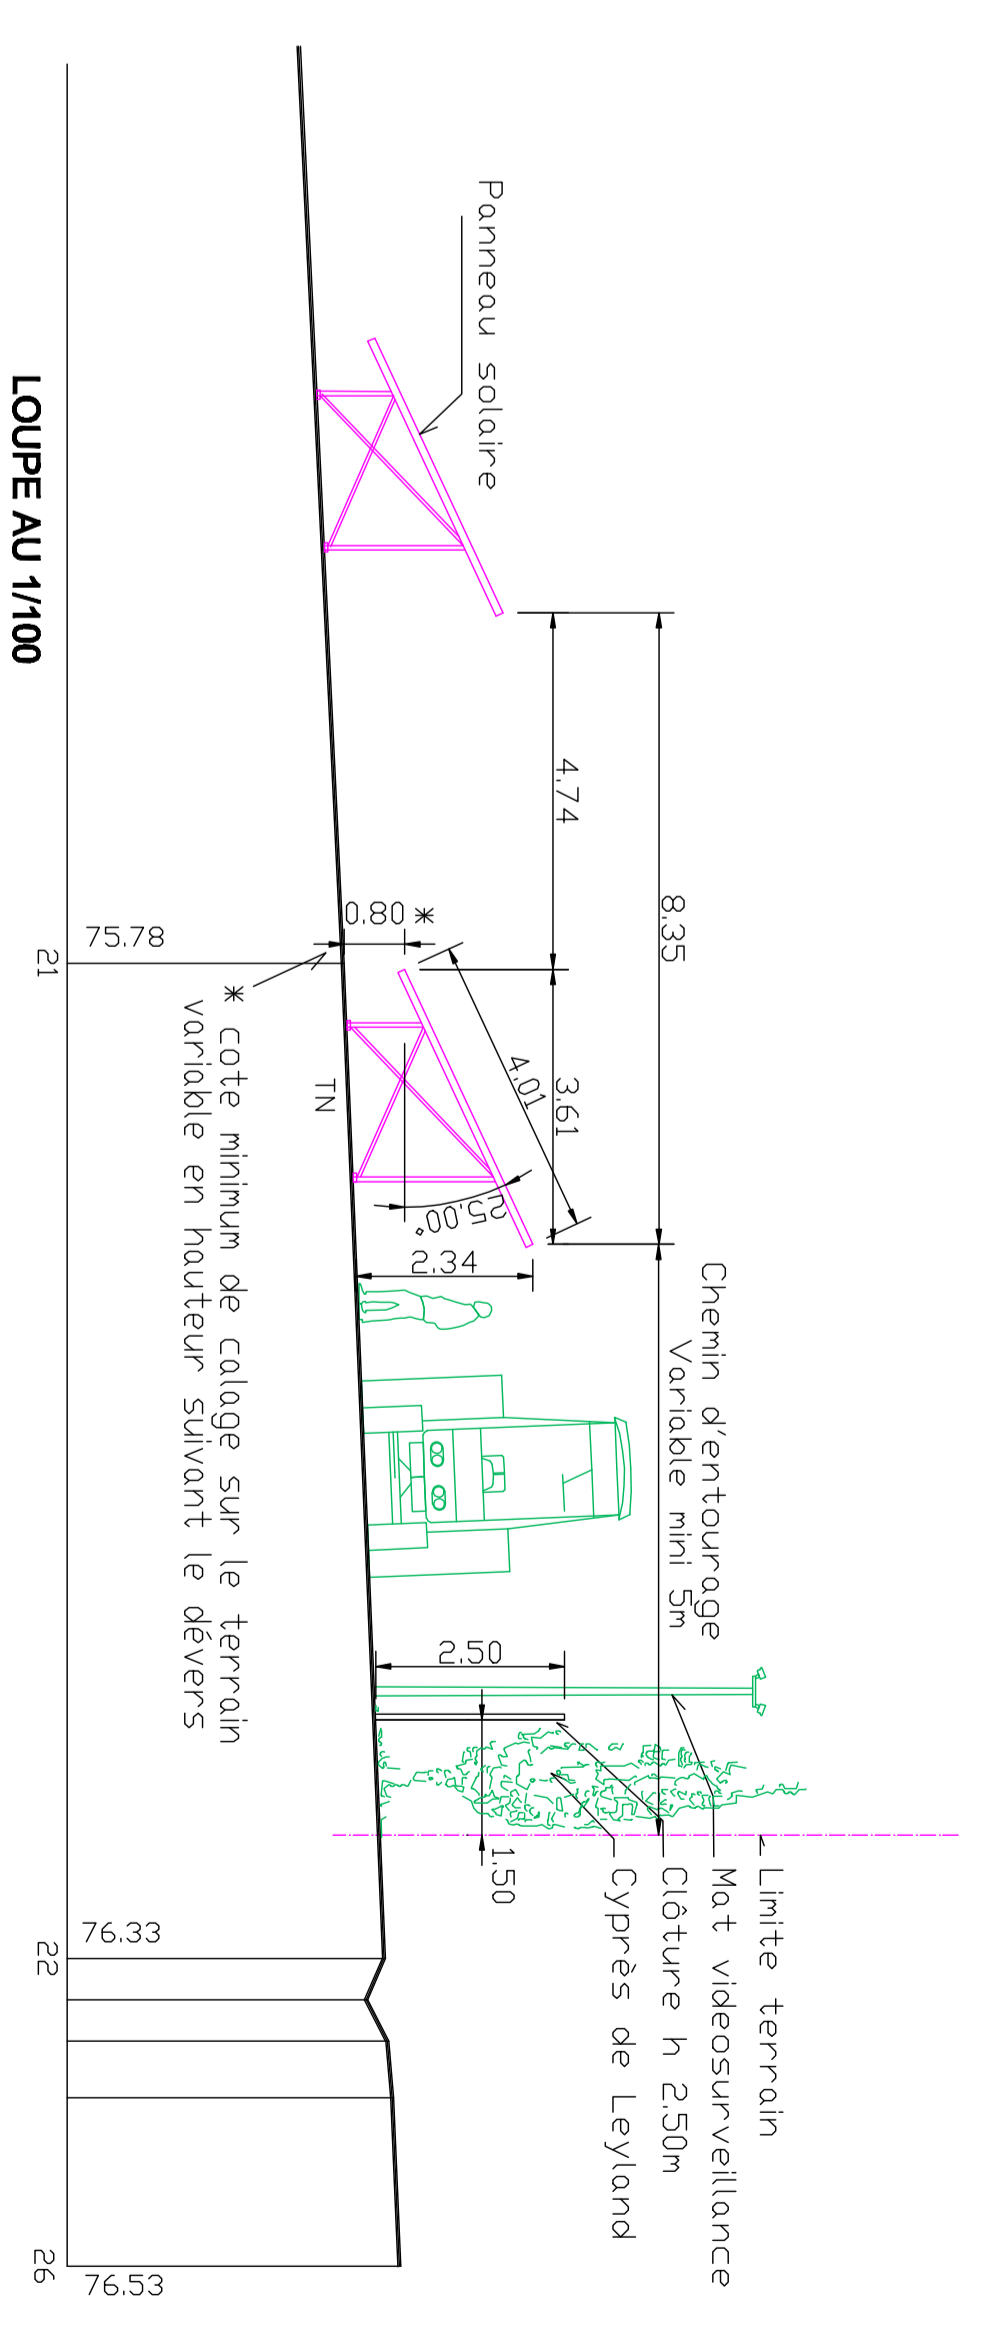 Limite terrain
Mat videosurveillance
Clôture h 2.50m
Cyprès de Leyland
Chemin d'entourage
Variable mini 5m
8.35
4.74
3.61
4.01
Panneau solaire
25.00°
0.80 *
2.34
2.50
1.50
TN
* cote minimum de calage sur le terrain
variable en hauteur suivant le dévers
75.78
76.33
76.53
21
22
26
LOUPE AU 1/100